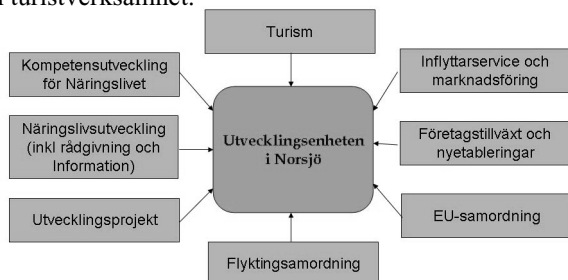 turistverksamhet.
Turism
Kompetensutveckling
för Näringslivet
Inflyttarservice och
marknadsföring
Näringslivsutveckling
(inkl rådgivning och
Information)
Utvecklingsenheten
i Norsjö
Företagstillväxt och
nyetableringar
Utvecklingsprojekt
EU-samordning
Flyktingsamordning